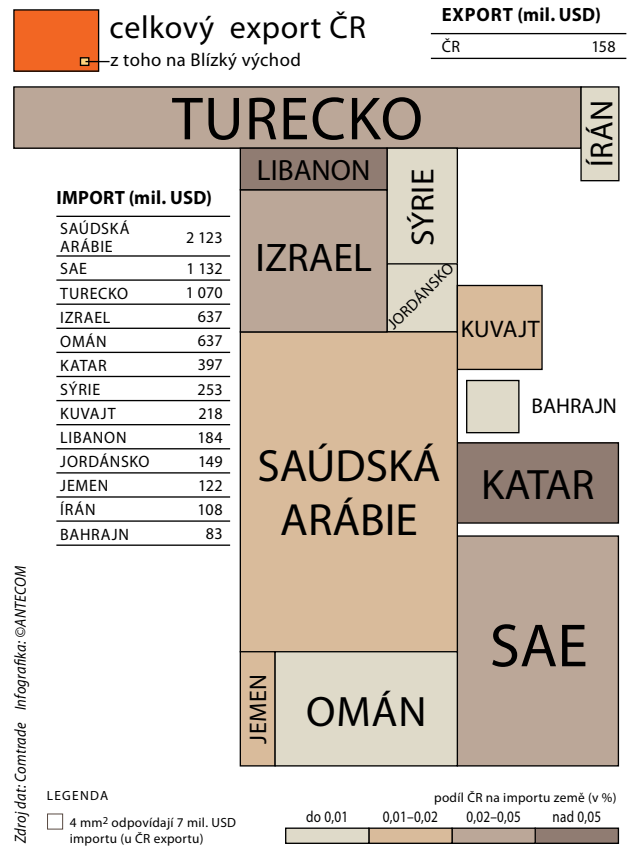 celkový export ČR
z toho na Blízký východ
EXPORT (mil. USD)
ČR 158
TURECKO
ÍRÁN
LIBANON
SÝRIE
IZRAEL
JORDÁNSKO
KUVAJT
BAHRAJN
SAÚDSKÁ
ARÁBIE
KATAR
SAE
JEMEN
OMÁN
IMPORT (mil. USD)
SAÚDSKÁ
ARÁBIE 2 123
SAE 1 132
TURECKO 1 070
IZRAEL 637
OMÁN 637
KATAR 397
SÝRIE 253
KUVAJT 218
LIBANON 184
JORDÁNSKO 149
JEMEN 122
ÍRÁN 108
BAHRAJN 83
Zdroj dat: Comtrade Infografika: ©ANTECOM
LEGENDA
4 mm² odpovídají 7 mil. USD
importu (u ČR exportu)
podíl ČR na importu země (v %)
do 0,01 0,01–0,02 0,02–0,05 nad 0,05